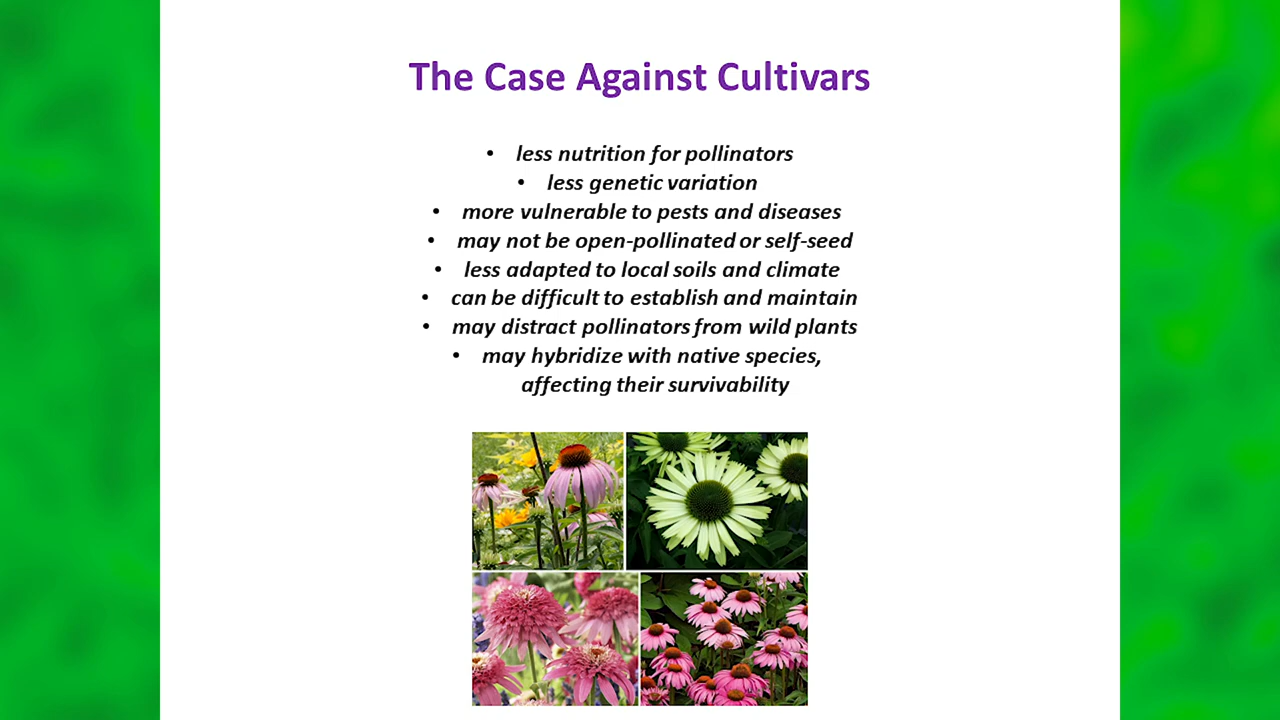 The Case Against Cultivars
• less nutrition for pollinators
• less genetic variation
• more vulnerable to pests and diseases
• may not be open-pollinated or self-seed
• less adapted to local soils and climate
• can be difficult to establish and maintain
• may distract pollinators from wild plants
• may hybridize with native species,
affecting their survivability